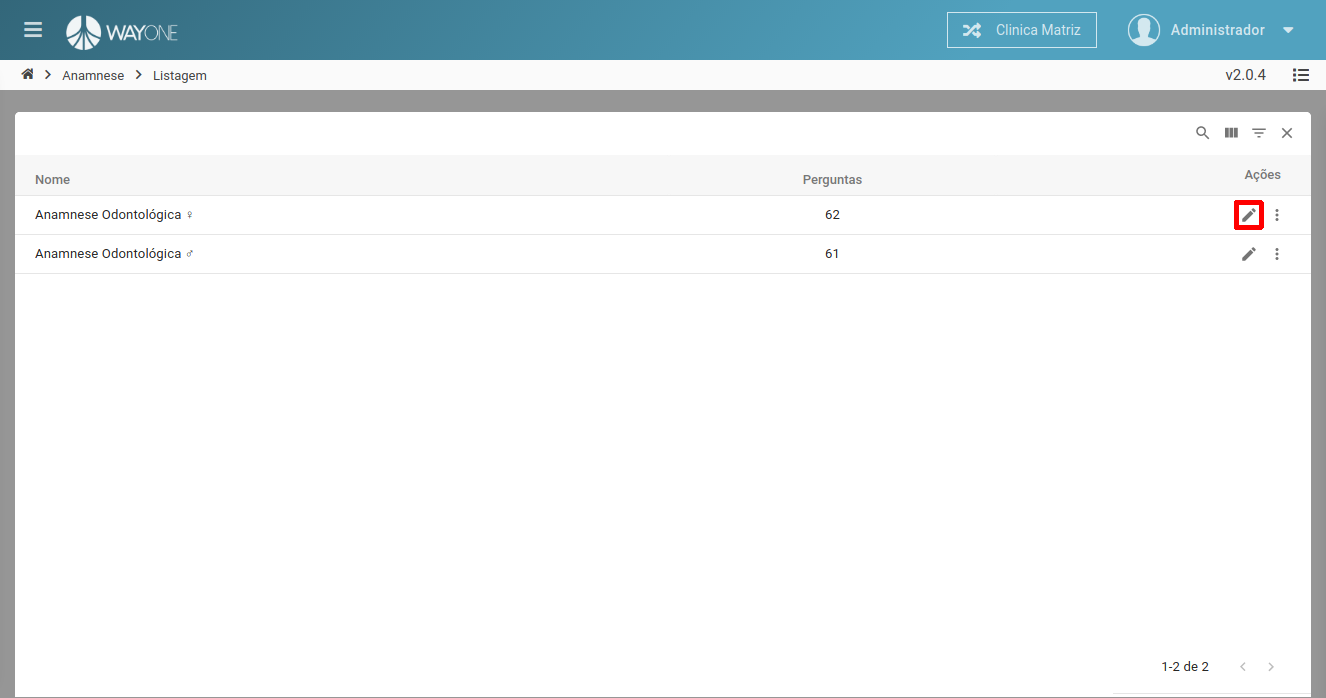 WAYONE
Clinica Matriz
Administrador
Anamnese
Listagem
v2.0.4
Nome
Perguntas
Ações
Anamnese Odontológica ♀
62
Anamnese Odontológica ♂
61
1-2 de 2